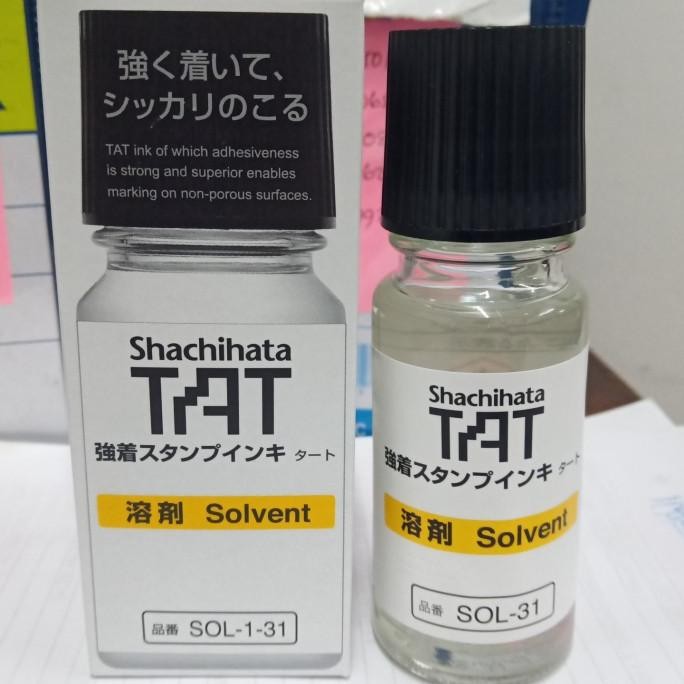 強く着いて、
シッカリのこる
TAT ink of which adhesiveness
is strong and superior enables
marking on non-porous surfaces.
Shachihata
TAT
強着スタンプインキ タート
溶剤 Solvent
品番 SOL-1-31
Shachihata
TAT
強着スタンプインキ タート
溶剤 Solvent
品番 SOL-31